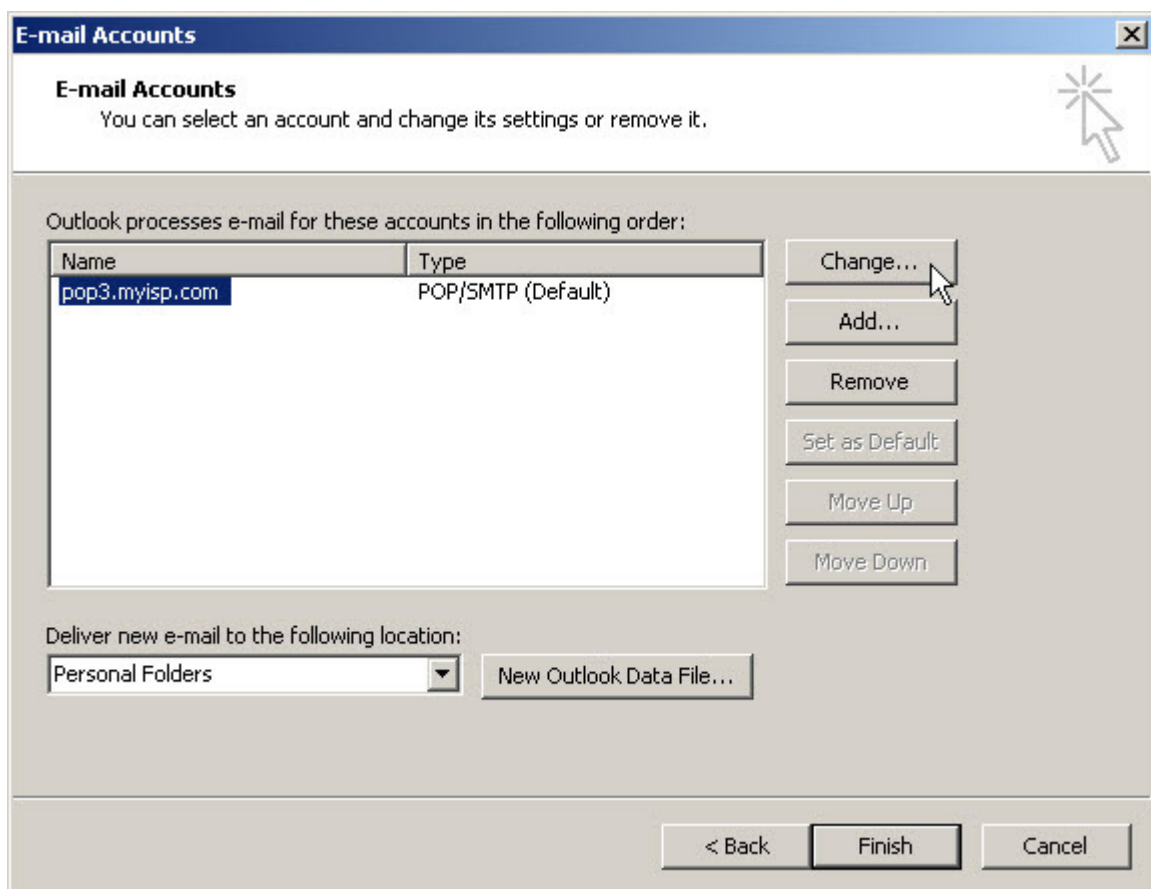 E-mail Accounts
E-mail Accounts
You can select an account and change its settings or remove it.
Outlook processes e-mail for these accounts in the following order:
Name Type
pop3.myisp.com POP/SMTP (Default)
Change...
Add...
Remove
Set as Default
Move Up
Move Down
Deliver new e-mail to the following location:
Personal Folders New Outlook Data File...
< Back Finish Cancel